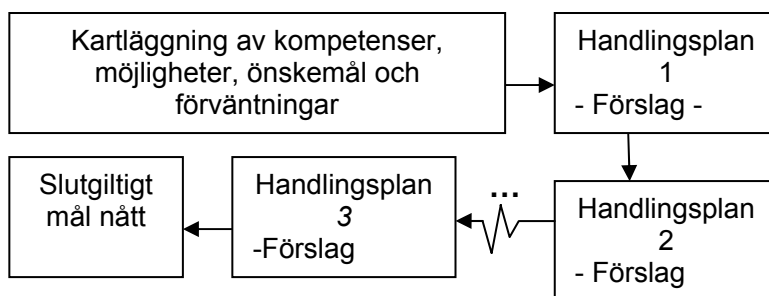 Kartläggning av kompetenser,
möjligheter, önskemål och
förväntningar
Handlingsplan
1
- Förslag -
Handlingsplan
2
- Förslag
...
Handlingsplan
3
-Förslag
Slutgiltigt
mål nått